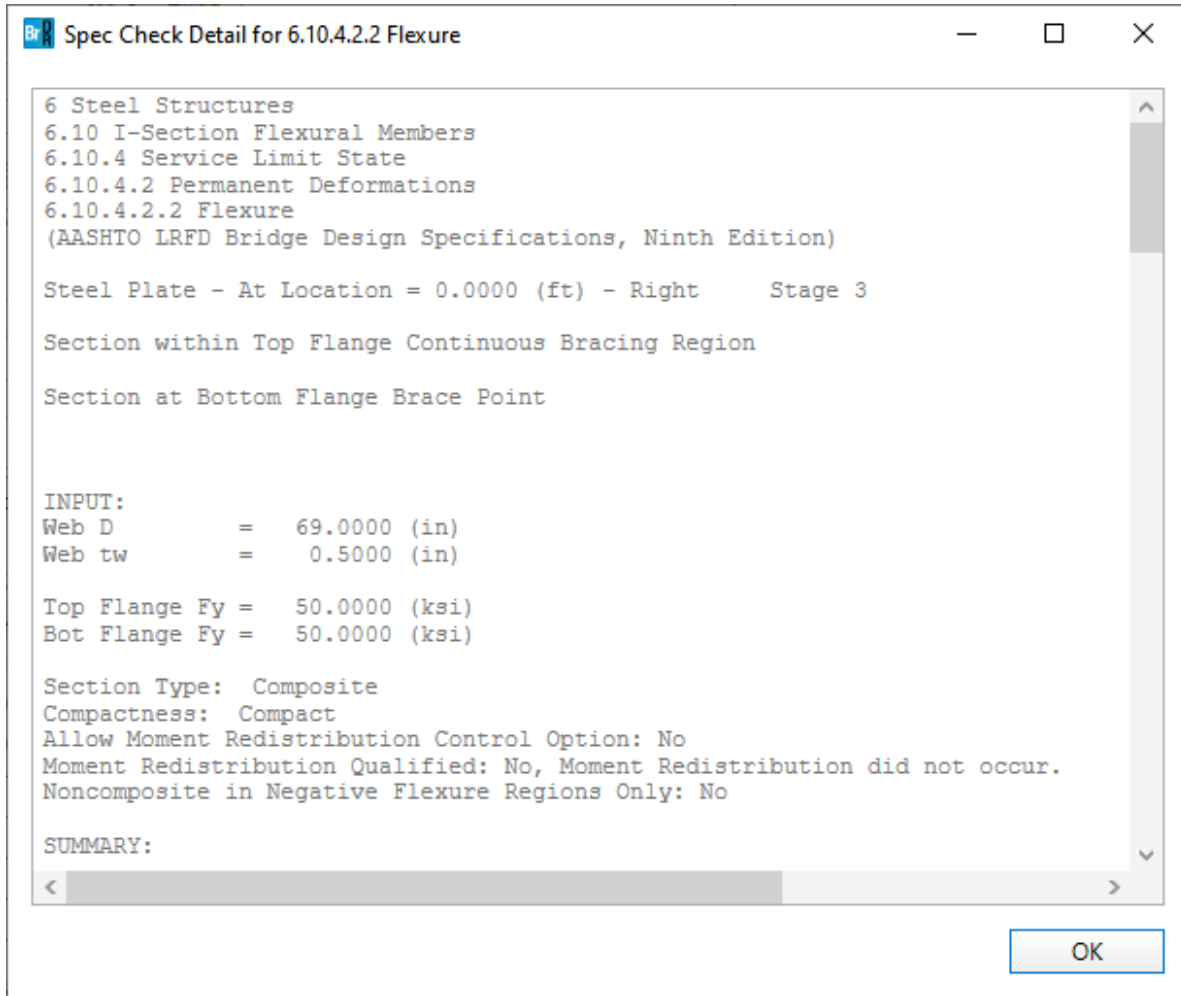 Br DR Spec Check Detail for 6.10.4.2.2 Flexure
6 Steel Structures
6.10 I-Section Flexural Members
6.10.4 Service Limit State
6.10.4.2 Permanent Deformations
6.10.4.2.2 Flexure
(AASHTO LRFD Bridge Design Specifications, Ninth Edition)
Steel Plate - At Location = 0.0000 (ft) - Right     Stage 3
Section within Top Flange Continuous Bracing Region
Section at Bottom Flange Brace Point
INPUT:
Web D         =   69.0000 (in)
Web tw        =    0.5000 (in)
Top Flange Fy =   50.0000 (ksi)
Bot Flange Fy =   50.0000 (ksi)
Section Type:  Composite
Compactness:  Compact
Allow Moment Redistribution Control Option: No
Moment Redistribution Qualified: No, Moment Redistribution did not occur.
Noncomposite in Negative Flexure Regions Only: No
SUMMARY:
OK